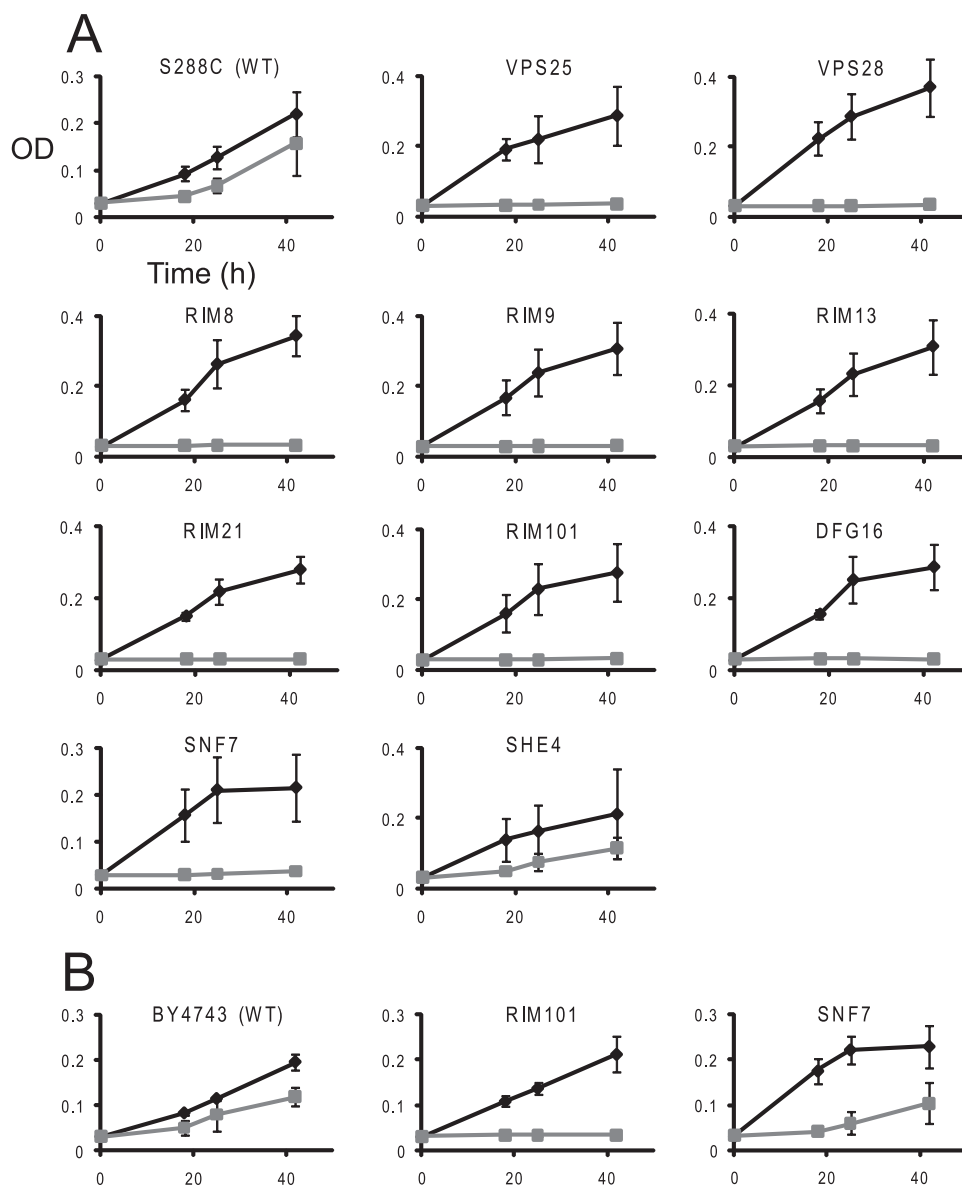 A
S288C (WT) VPS25 VPS28
0.3 0.4 0.4
OD
0.2 0.2 0.2
0.1
0 0 0
0 20 40 0 20 40 0 20 40
Time (h)
RIM8 RIM9 RIM13
0.4 0.4 0.4
0.2 0.2 0.2
0 0 0
0 20 40 0 20 40 0 20 40
RIM21 RIM101 DFG16
0.4 0.4 0.4
0.2 0.2 0.2
0 0 0
0 20 40 0 20 40 0 20 40
SNF7 SHE4
0.3 0.4
0.2 0.2
0.1
0 0
0 20 40 0 20 40
B
BY4743 (WT) RIM101 SNF7
0.3 0.3 0.3
0.2 0.2 0.2
0.1 0.1 0.1
0 0 0
0 20 40 0 20 40 0 20 40